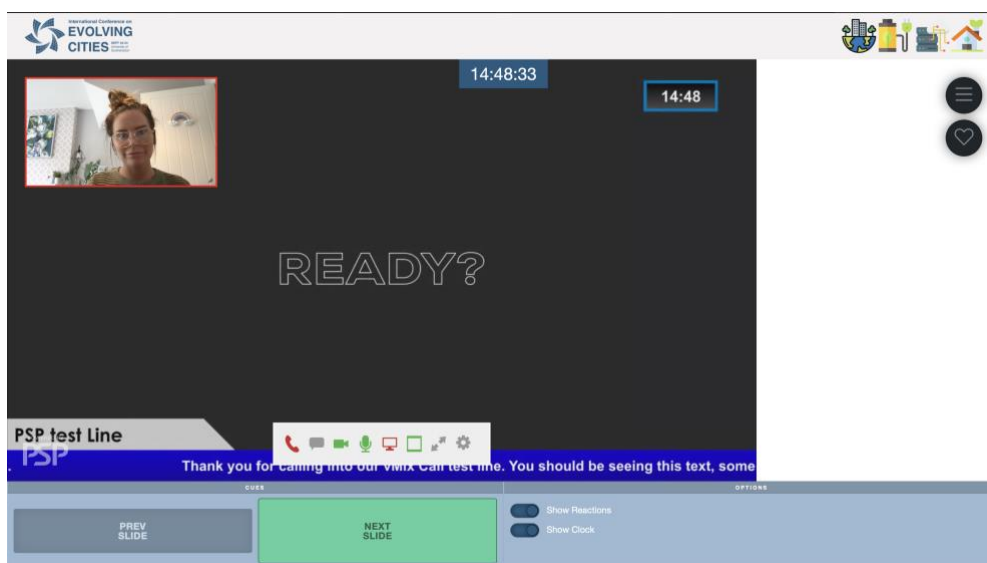 International Conference on
EVOLVING
CITIES
14:48:33
14:48
READY?
PSP test Line
PSP
. Thank you for calling into our vMix Call test line. You should be seeing this text, some
CUES
OPTIONS
PREV
SLIDE
NEXT
SLIDE
Show Reactions
Show Clock